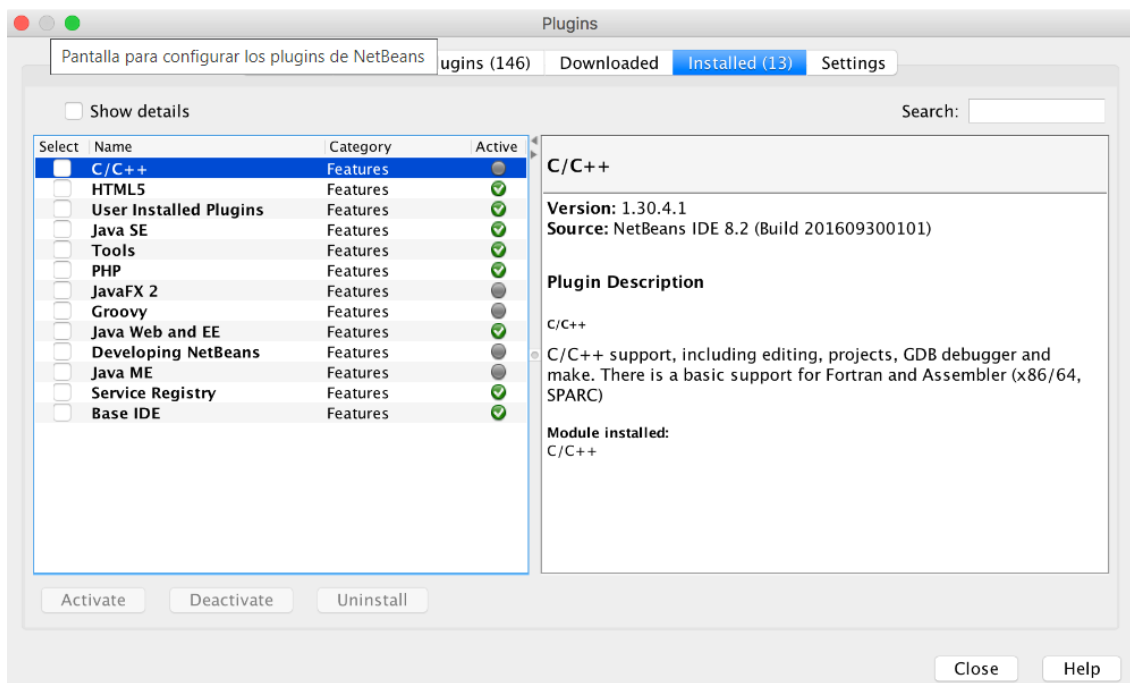 Plugins
Pantalla para configurar los plugins de NetBeans
ugins (146) Downloaded Installed (13) Settings
Show details Search:
Select Name Category Active
C/C++ Features
HTML5 Features
User Installed Plugins Features
Java SE Features
Tools Features
PHP Features
JavaFX 2 Features
Groovy Features
Java Web and EE Features
Developing NetBeans Features
Java ME Features
Service Registry Features
Base IDE Features
C/C++
Version: 1.30.4.1
Source: NetBeans IDE 8.2 (Build 201609300101)
Plugin Description
C/C++
C/C++ support, including editing, projects, GDB debugger and
make. There is a basic support for Fortran and Assembler (x86/64,
SPARC)
Module installed:
C/C++
Activate Deactivate Uninstall
Close Help